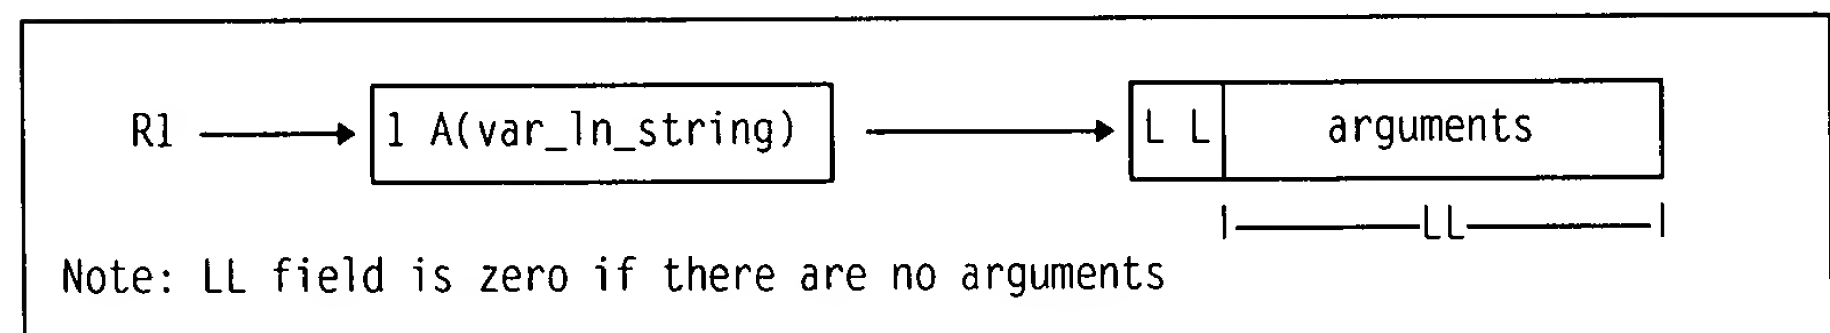 R1 1 A(var_ln_string) L L arguments
LL
Note: LL field is zero if there are no arguments